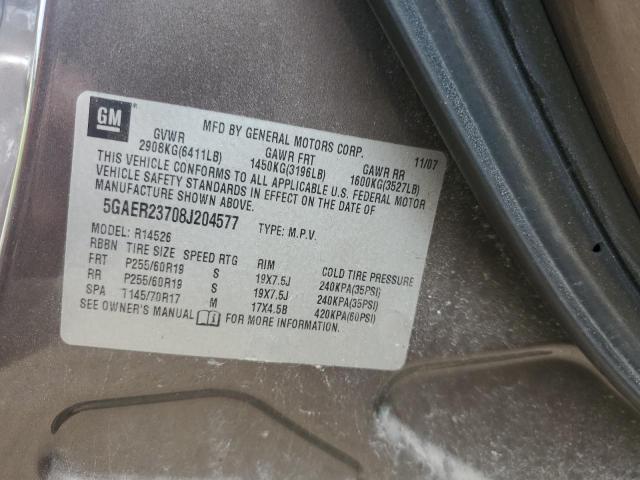 GM
MFD BY GENERAL MOTORS CORP. 11/07
GVWR GAWR FRT GAWR RR
2908KG(6411LB) 1450KG(3196LB) 1600KG(3527LB)
THIS VEHICLE CONFORMS TO ALL APPLICABLE U.S. FEDERAL MOTOR
VEHICLE SAFETY STANDARDS IN EFFECT ON THE DATE OF
MANUFACTURE SHOWN ABOVE.
5GAER23708J204577 TYPE: M.P.V.
MODEL: R14526
RBBN TIRE SIZE SPEED RTG RIM COLD TIRE PRESSURE
FRT P255/60R19 S 19X7.5J 240KPA(35PSI)
RR P255/60R19 S 19X7.5J 240KPA(35PSI)
SPA T145/70R17 M 17X4.5B 420KPA(60PSI)
SEE OWNER'S MANUAL FOR MORE INFORMATION.